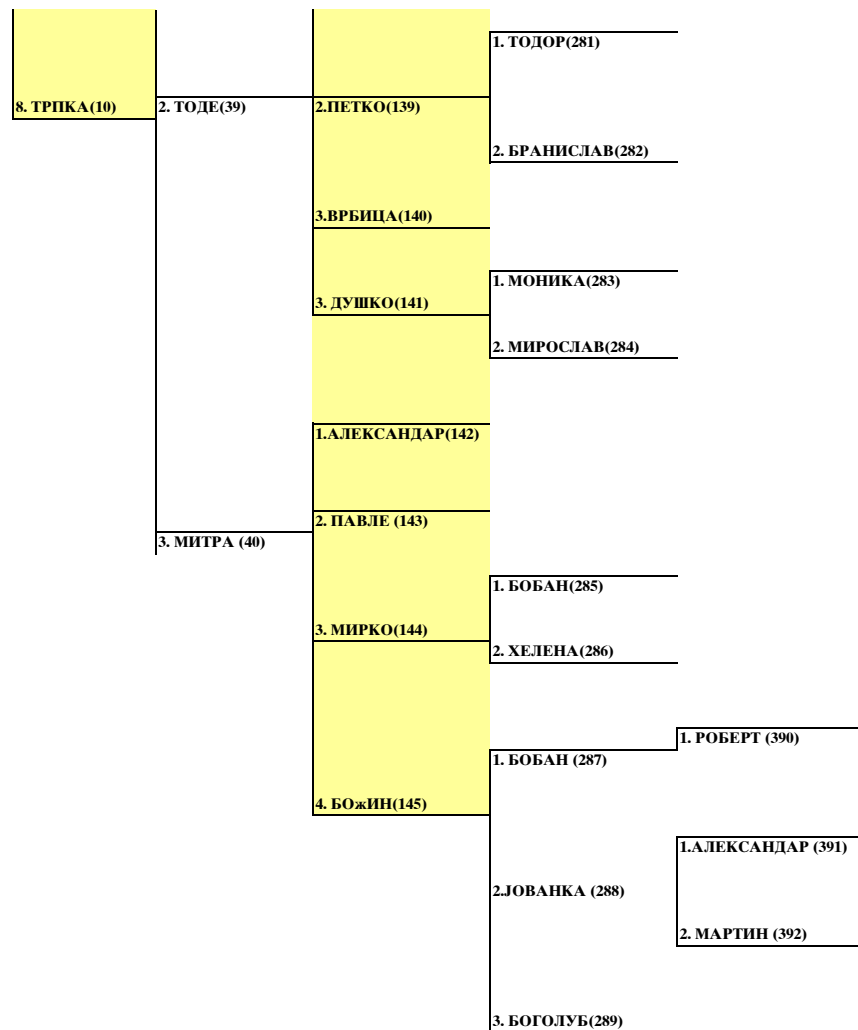 1. ТОДОР(281)
8. ТРПКА(10)
2. ТОДЕ(39)
2.ПЕТКО(139)
2. БРАНИСЛАВ(282)
3.ВРБИЦА(140)
1. МОНИКА(283)
3. ДУШКО(141)
2. МИРОСЛАВ(284)
1.АЛЕКСАНДАР(142)
2. ПАВЛЕ (143)
3. МИТРА (40)
1. БОБАН(285)
3. МИРКО(144)
2. ХЕЛЕНА(286)
1. РОБЕРТ (390)
1. БОБАН (287)
4. БОжИН(145)
1.АЛЕКСАНДАР (391)
2.ЈОВАНКА (288)
2. МАРТИН (392)
3. БОГОЛУБ(289)